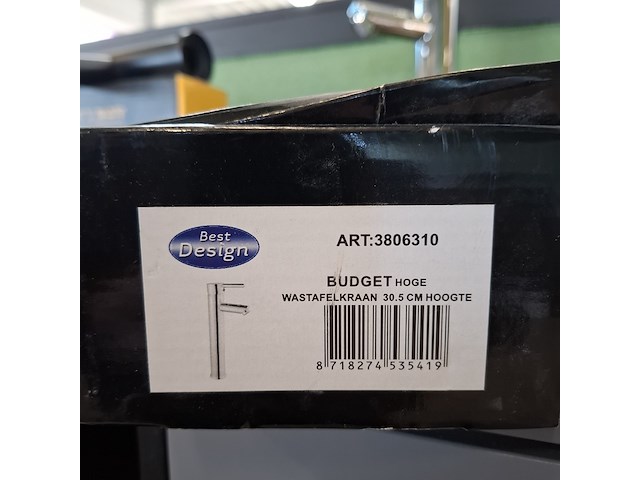 Best
Design
ART:3806310
BUDGET HOGE
WASTAFELKRAAN 30.5 CM HOOGTE
8 718274 535419